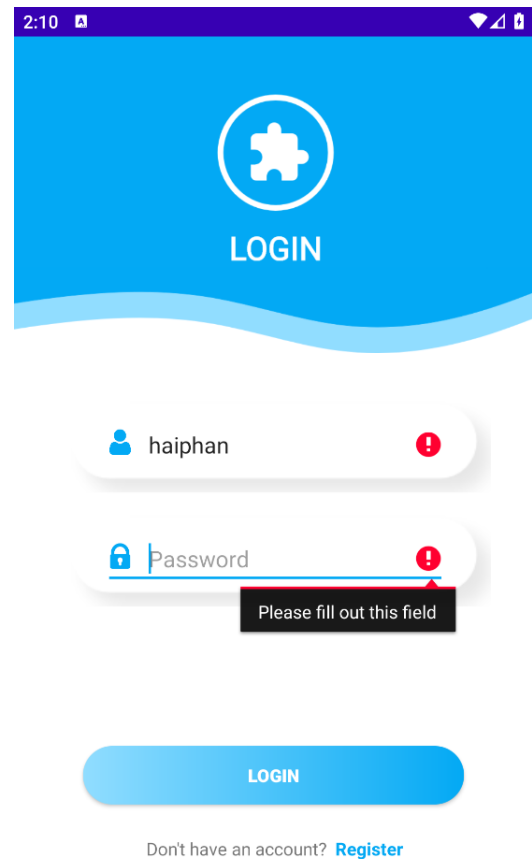 2:10 A
LOGIN
haiphan
Password
Please fill out this field
LOGIN
Don't have an account? Register